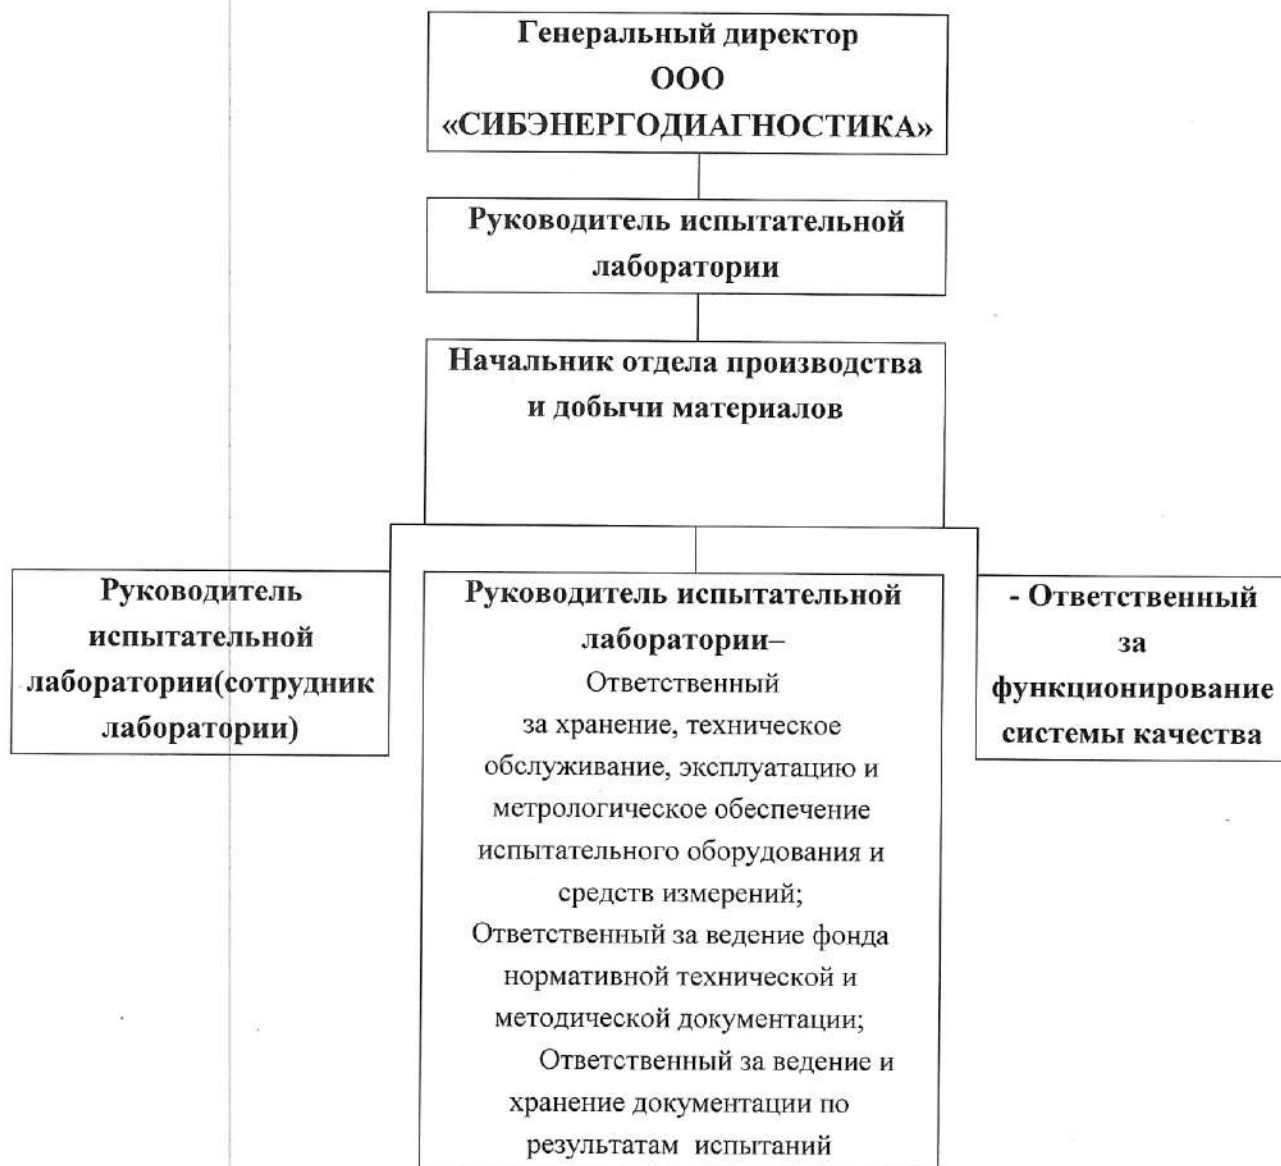 Генеральный директор
ООО
«СИБЭНЕРГОДИАГНОСТИКА»
Руководитель испытательной
лаборатории
Начальник отдела производства
и добычи материалов
Руководитель
испытательной
лаборатории(сотрудник
лаборатории)
Руководитель испытательной
лаборатории–
Ответственный
за хранение, техническое
обслуживание, эксплуатацию и
метрологическое обеспечение
испытательного оборудования и
средств измерений;
Ответственный за ведение фонда
нормативной технической и
методической документации;
Ответственный за ведение и
хранение документации по
результатам испытаний
- Ответственный
за
функционирование
системы качества